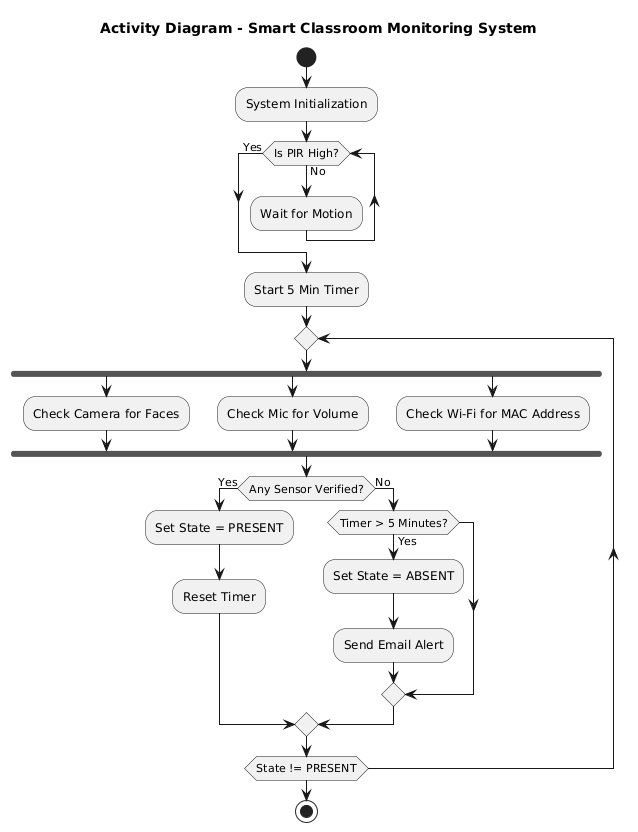 Activity Diagram - Smart Classroom Monitoring System
System Initialization
Yes
Is PIR High?
No
Wait for Motion
Start 5 Min Timer
Check Camera for Faces
Check Mic for Volume
Check Wi-Fi for MAC Address
Yes
Any Sensor Verified?
No
Set State = PRESENT
Timer > 5 Minutes?
Yes
Set State = ABSENT
Reset Timer
Send Email Alert
State != PRESENT